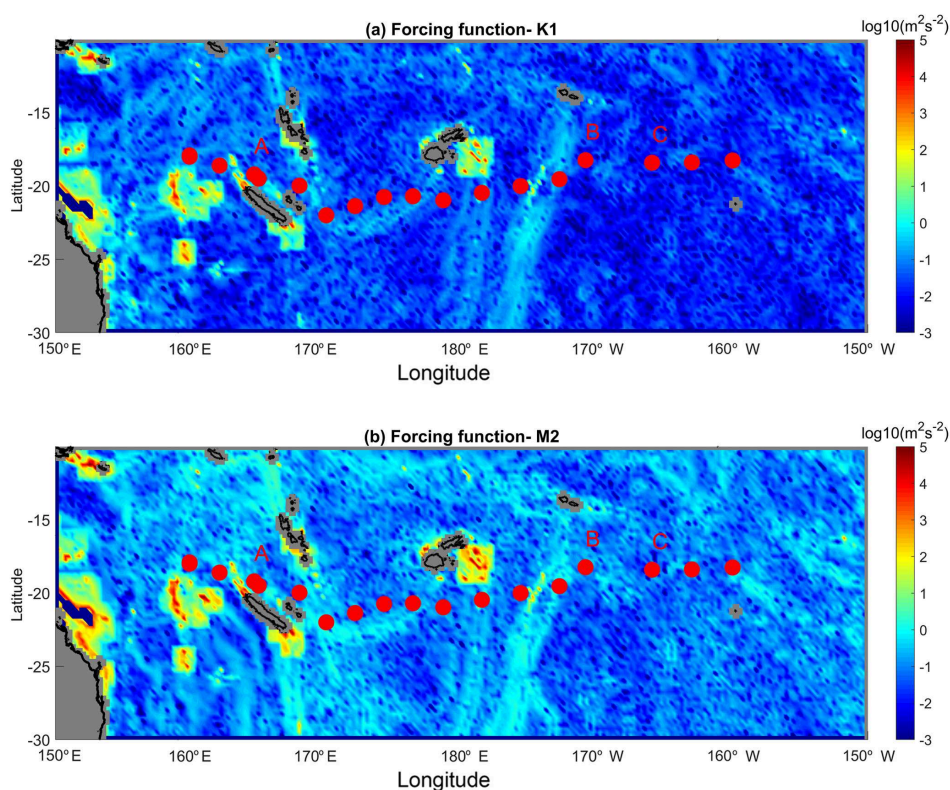 (a) Forcing function- K1
log10(m²s⁻²)
5
4
3
2
1
0
-1
-2
-3
-15
-20
-25
-30
Latitude
A
B
C
150° E
160° E
170° E
180° E
170° W
160° W
150° W
Longitude
(b) Forcing function- M2
log10(m²s⁻²)
5
4
3
2
1
0
-1
-2
-3
-15
-20
-25
-30
Latitude
A
B
C
150° E
160° E
170° E
180° E
170° W
160° W
150° W
Longitude